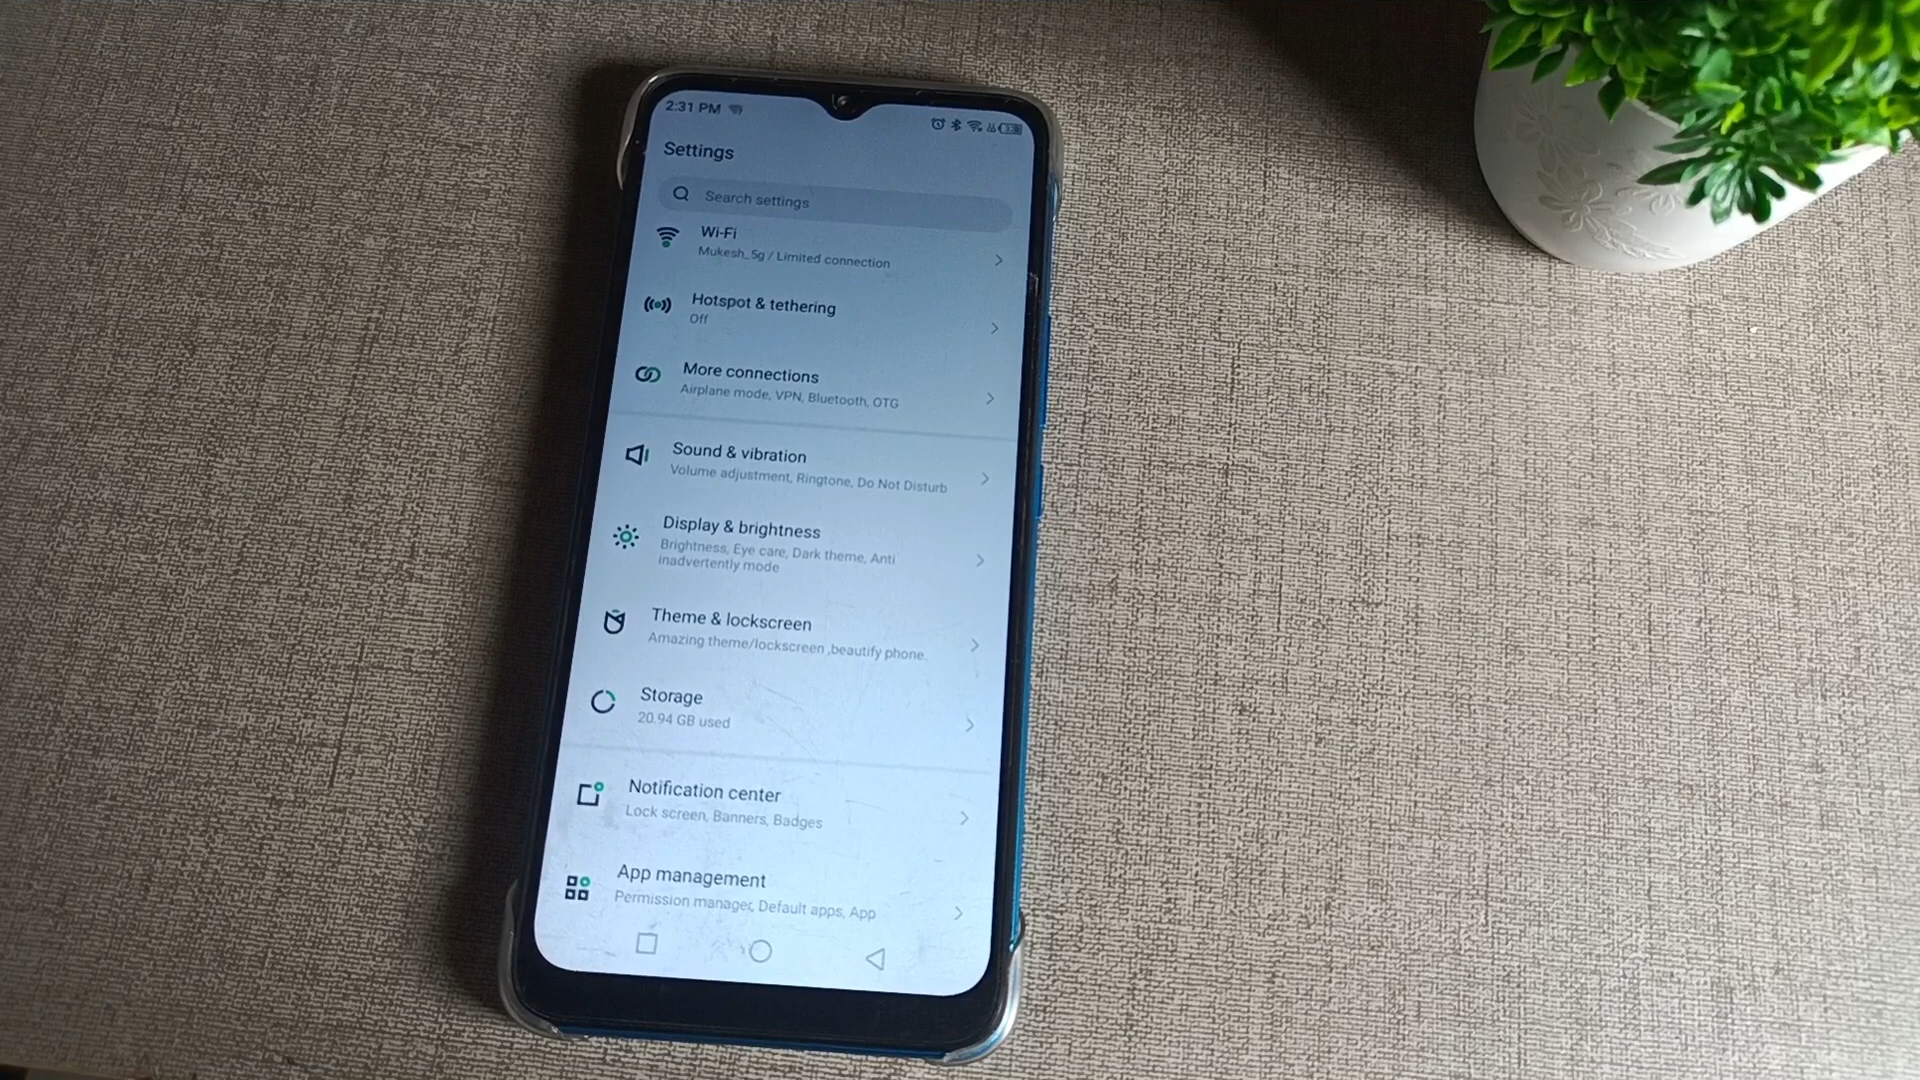 2:31 PM
Settings
Search settings
Wi-Fi
Mukesh_5g / Limited connection
Hotspot & tethering
Off
More connections
Airplane mode, VPN, Bluetooth, OTG
Sound & vibration
Volume adjustment, Ringtone, Do Not Disturb
Display & brightness
Brightness, Eye care, Dark theme, Anti
inadvertently mode
Theme & lockscreen
Amazing theme/lockscreen ,beautify phone.
Storage
20.94 GB used
Notification center
Lock screen, Banners, Badges
App management
Permission manager, Default apps, App